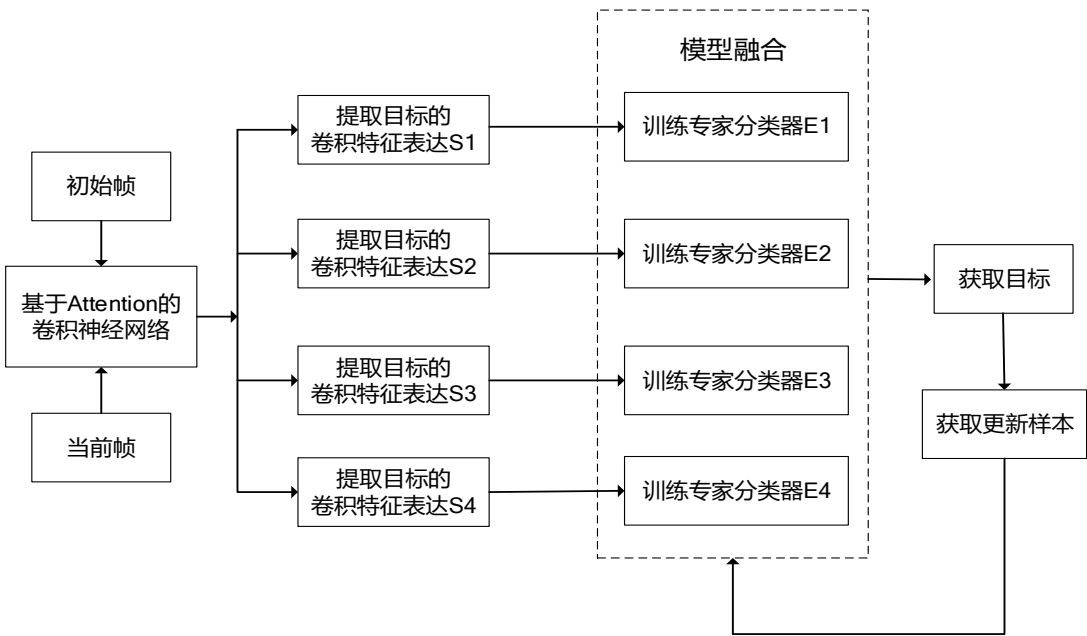 模型融合
提取目标的
卷积特征表达S1
训练专家分类器E1
初始帧
提取目标的
卷积特征表达S2
训练专家分类器E2
获取目标
基于Attention的
卷积神经网络
提取目标的
卷积特征表达S3
训练专家分类器E3
获取更新样本
当前帧
提取目标的
卷积特征表达S4
训练专家分类器E4